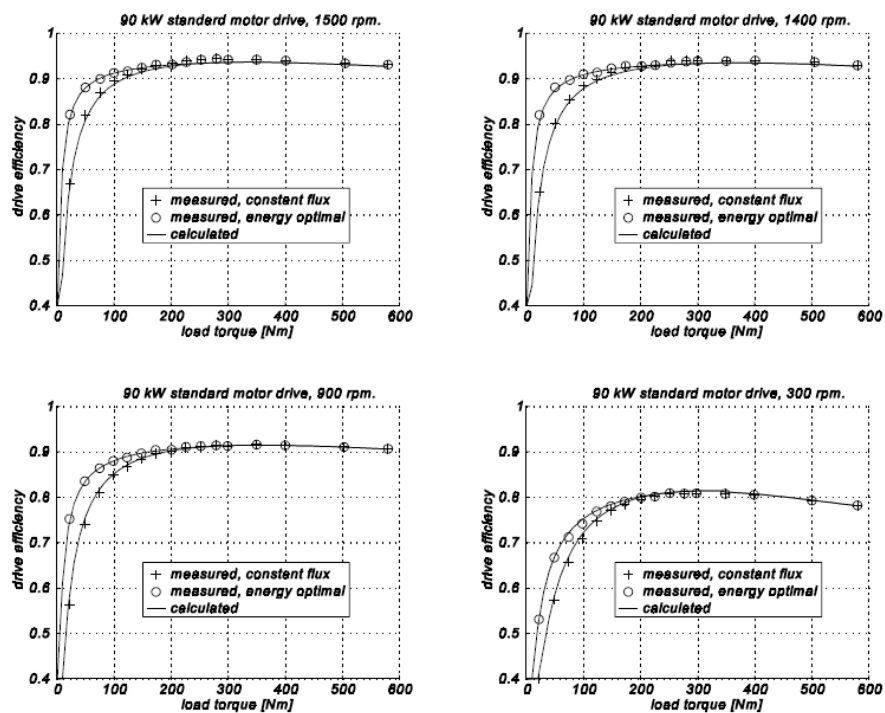 90 kW standard motor drive, 1500 rpm.
1
0.9
0.8
0.7
0.6
0.5
0.4
drive efficiency
+ measured, constant flux
measured, energy optimal
calculated
0 100 200 300 400 500 600
load torque [Nm]
90 kW standard motor drive, 1400 rpm.
1
0.9
0.8
0.7
0.6
0.5
0.4
drive efficiency
+ measured, constant flux
measured, energy optimal
calculated
0 100 200 300 400 500 600
load torque [Nm]
90 kW standard motor drive, 900 rpm.
1
0.9
0.8
0.7
0.6
0.5
0.4
drive efficiency
+ measured, constant flux
measured, energy optimal
calculated
0 100 200 300 400 500 600
load torque [Nm]
90 kW standard motor drive, 300 rpm.
1
0.9
0.8
0.7
0.6
0.5
0.4
drive efficiency
+ measured, constant flux
measured, energy optimal
calculated
0 100 200 300 400 500 600
load torque [Nm]